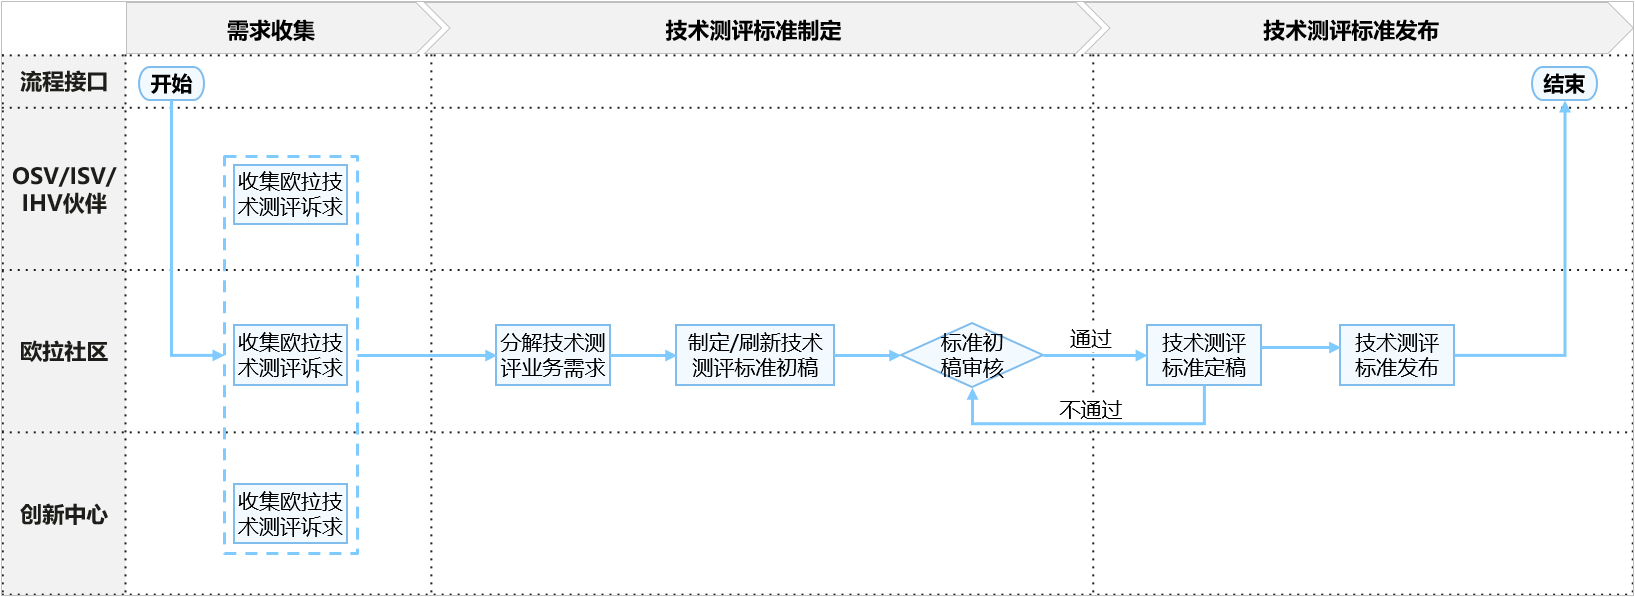 需求收集
技术测评标准制定
技术测评标准发布
流程接口
开始
结束
OSV/ISV/
IHV伙伴
收集欧拉技
术测评诉求
欧拉社区
收集欧拉技
术测评诉求
分解技术测
评业务需求
制定/刷新技术
测评标准初稿
标准初
稿审核
通过
不通过
技术测评
标准定稿
技术测评
标准发布
创新中心
收集欧拉技
术测评诉求